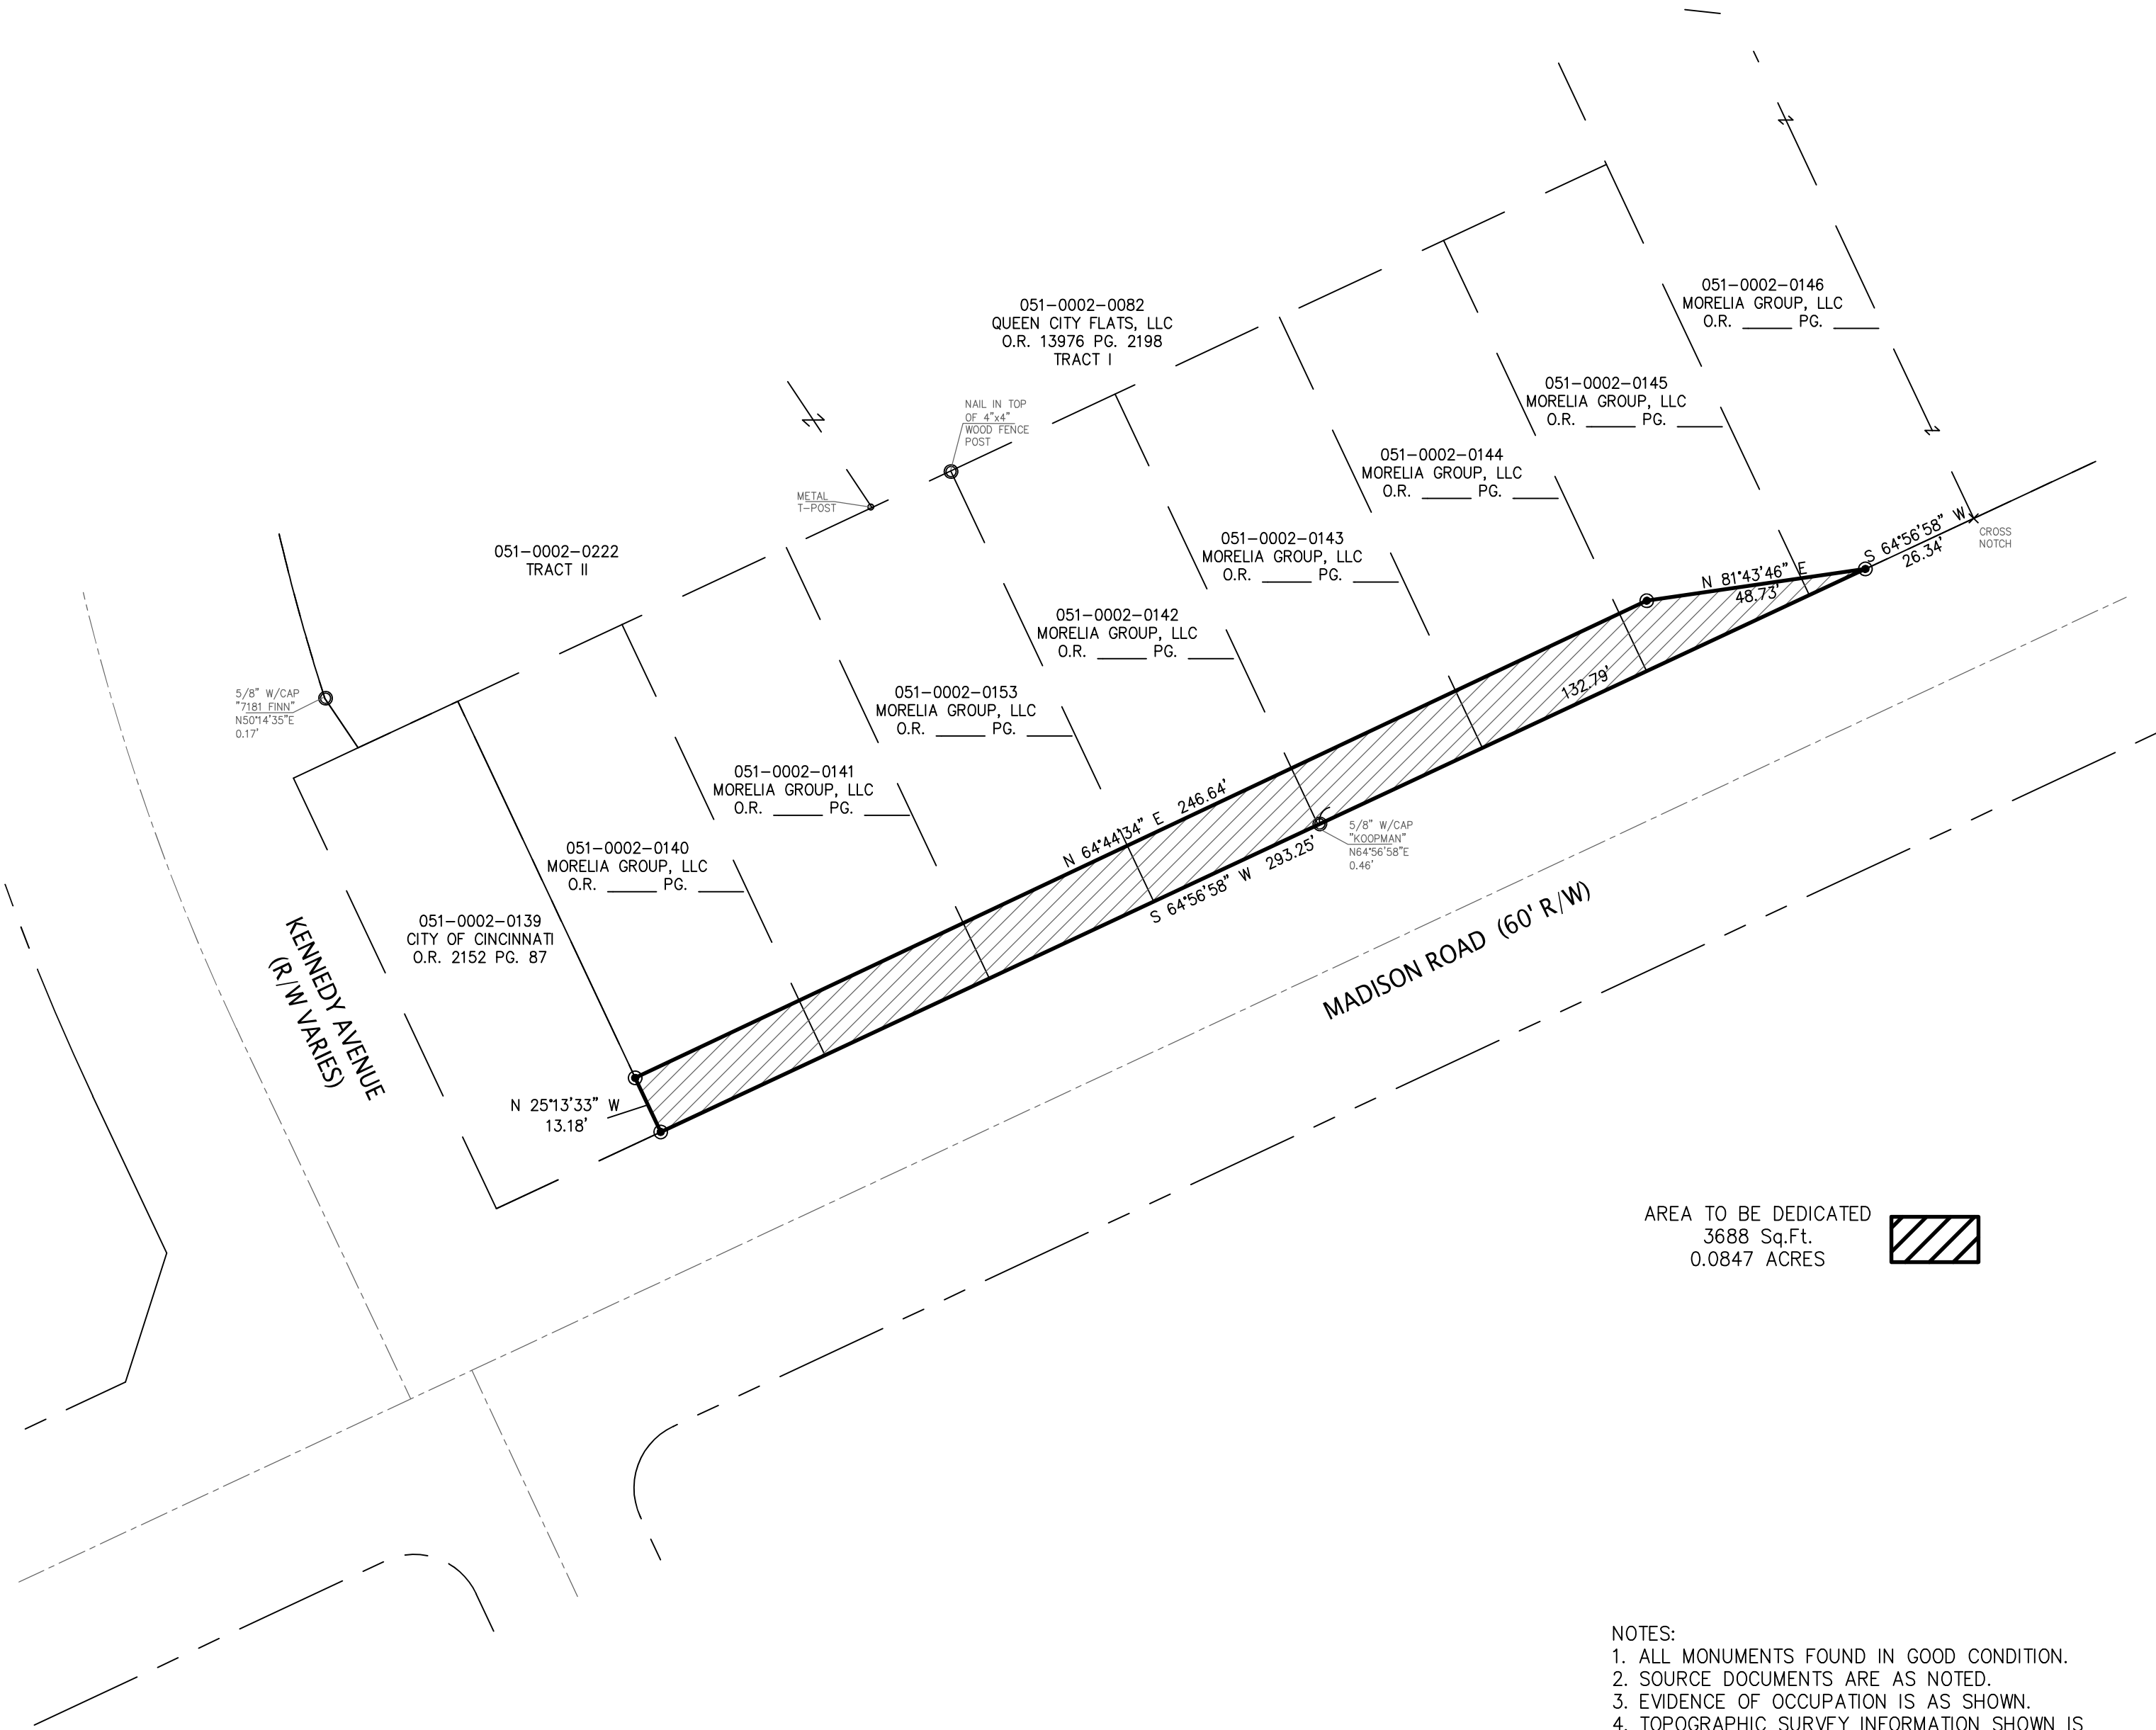 051-0002-0146
MORELIA GROUP, LLC
O.R. _____ PG. _____
051-0002-0082
QUEEN CITY FLATS, LLC
O.R. 13976 PG. 2198
TRACT I
051-0002-0145
MORELIA GROUP, LLC
O.R. _____ PG. _____
NAIL IN TOP
OF 4"x4"
WOOD FENCE
POST
051-0002-0144
MORELIA GROUP, LLC
O.R. _____ PG. _____
METAL
T-POST
051-0002-0143
MORELIA GROUP, LLC
O.R. _____ PG. _____
S 64°56'58" W
26.34'
CROSS
NOTCH
051-0002-0222
TRACT II
N 81°43'46" E
48.73'
051-0002-0142
MORELIA GROUP, LLC
O.R. _____ PG. _____
132.79'
051-0002-0153
MORELIA GROUP, LLC
O.R. _____ PG. _____
5/8" W/CAP
"7181 FINN"
N50°14'35"E
0.17'
051-0002-0141
MORELIA GROUP, LLC
O.R. _____ PG. _____
N 64°44'34" E 246.64'
S 64°56'58" W 293.25'
5/8" W/CAP
"KOOPMAN"
N64°56'58"E
0.46'
051-0002-0140
MORELIA GROUP, LLC
O.R. _____ PG. _____
051-0002-0139
CITY OF CINCINNATI
O.R. 2152 PG. 87
KENNEDY AVENUE
(R/W VARIES)
MADISON ROAD (60' R/W)
N 25°13'33" W
13.18'
AREA TO BE DEDICATED
3688 Sq.Ft.
0.0847 ACRES
NOTES:
1. ALL MONUMENTS FOUND IN GOOD CONDITION.
2. SOURCE DOCUMENTS ARE AS NOTED.
3. EVIDENCE OF OCCUPATION IS AS SHOWN.
4. TOPOGRAPHIC SURVEY INFORMATION SHOWN IS